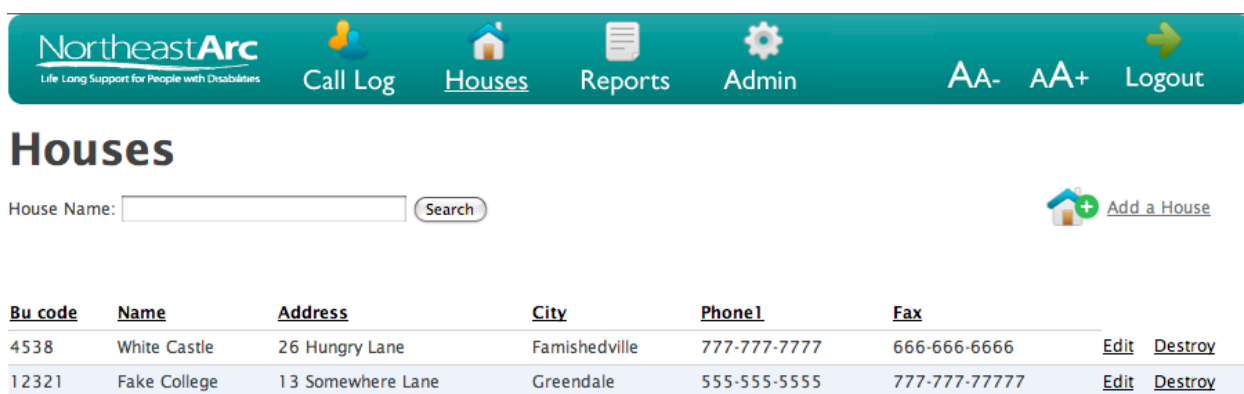 NortheastArc
Life Long Support for People with Disabilities
Call Log Houses Reports Admin AA- AA+ Logout
Houses
House Name: Search Add a House
Bu code Name Address City Phone1 Fax
4538 White Castle 26 Hungry Lane Famishedville 777-777-7777 666-666-6666 Edit Destroy
12321 Fake College 13 Somewhere Lane Greendale 555-555-5555 777-777-77777 Edit Destroy